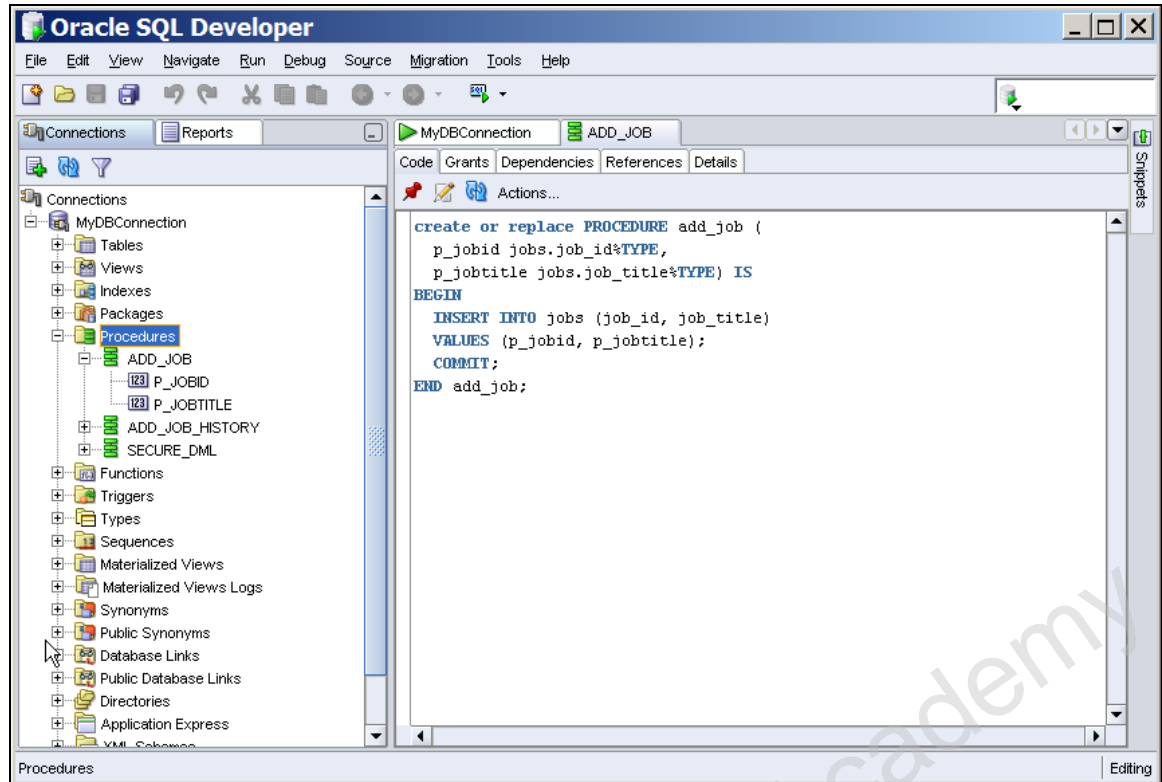 Oracle SQL Developer
File Edit View Navigate Run Debug Source Migration Tools Help
Connections Reports
MyDBConnection ADD_JOB
Code Grants Dependencies References Details
Actions...
Snippets
Connections
MyDBConnection
Tables
Views
Indexes
Packages
Procedures
ADD_JOB
123 P_JOBID
123 P_JOBTITLE
ADD_JOB_HISTORY
SECURE_DML
Functions
Triggers
Types
Sequences
Materialized Views
Materialized Views Logs
Synonyms
Public Synonyms
Database Links
Public Database Links
Directories
Application Express
XML Schemas
create or replace PROCEDURE add_job (
p_jobid jobs.job_id%TYPE,
p_jobtitle jobs.job_title%TYPE) IS
BEGIN
INSERT INTO jobs (job_id, job_title)
VALUES (p_jobid, p_jobtitle);
COMMIT;
END add_job;
Procedures
Editing